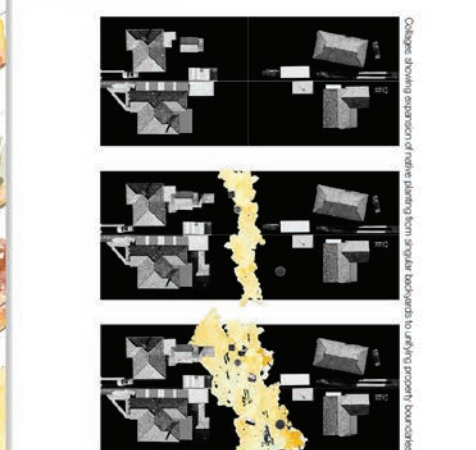 Collages showing expansion of native planting from singular backyards to unifying property boundaries